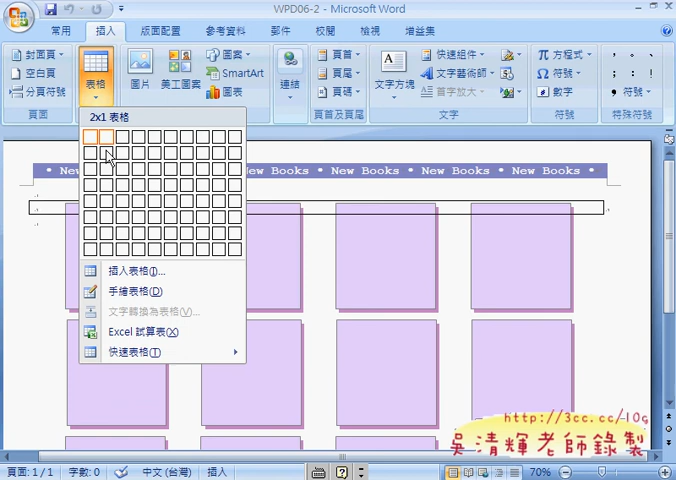 WPD06-2 - Microsoft Word
常用 插入 版面配置 參考資料 郵件 校閱 檢視 增益集
封面頁
空白頁
分頁符號
頁面
表格
圖片
美工圖案
圖案
SmartArt
圖表
連結
頁首
頁尾
頁碼
頁首及頁尾
文字方塊
快速組件
文字藝術師
首字放大
文字
π 方程式
Ω 符號
數字
符號
， 。 、
； ： ！
特殊符號
2x1 表格
• New Books • New Books • New Books •
插入表格(I)...
手繪表格(D)
文字轉換為表格(V)...
Excel 試算表(X)
快速表格(T)
http://3cc.cc/10g
吳清輝老師錄製
頁面: 1/1 字數: 0 中文 (台灣) 插入 70%